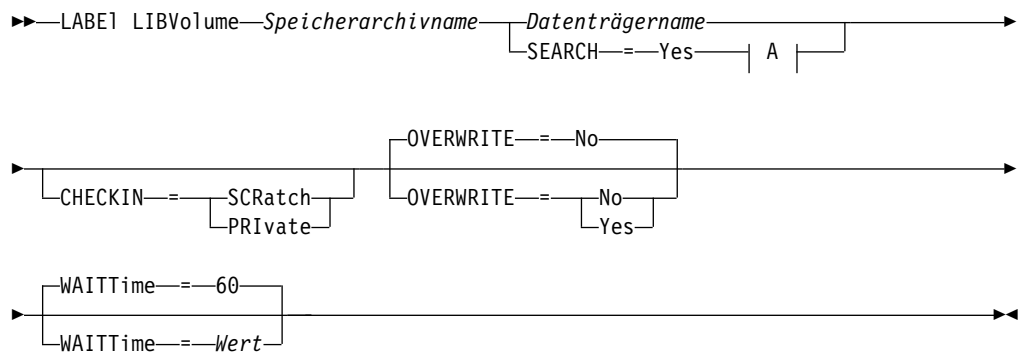 LABEl LIBVolume Speicherarchivname Datenträgername
SEARCH = Yes A
OVERWRITE = No
CHECKIN = SCRatch OVERWRITE = No
PRIvate Yes
WAITTime = 60
WAITTime = Wert